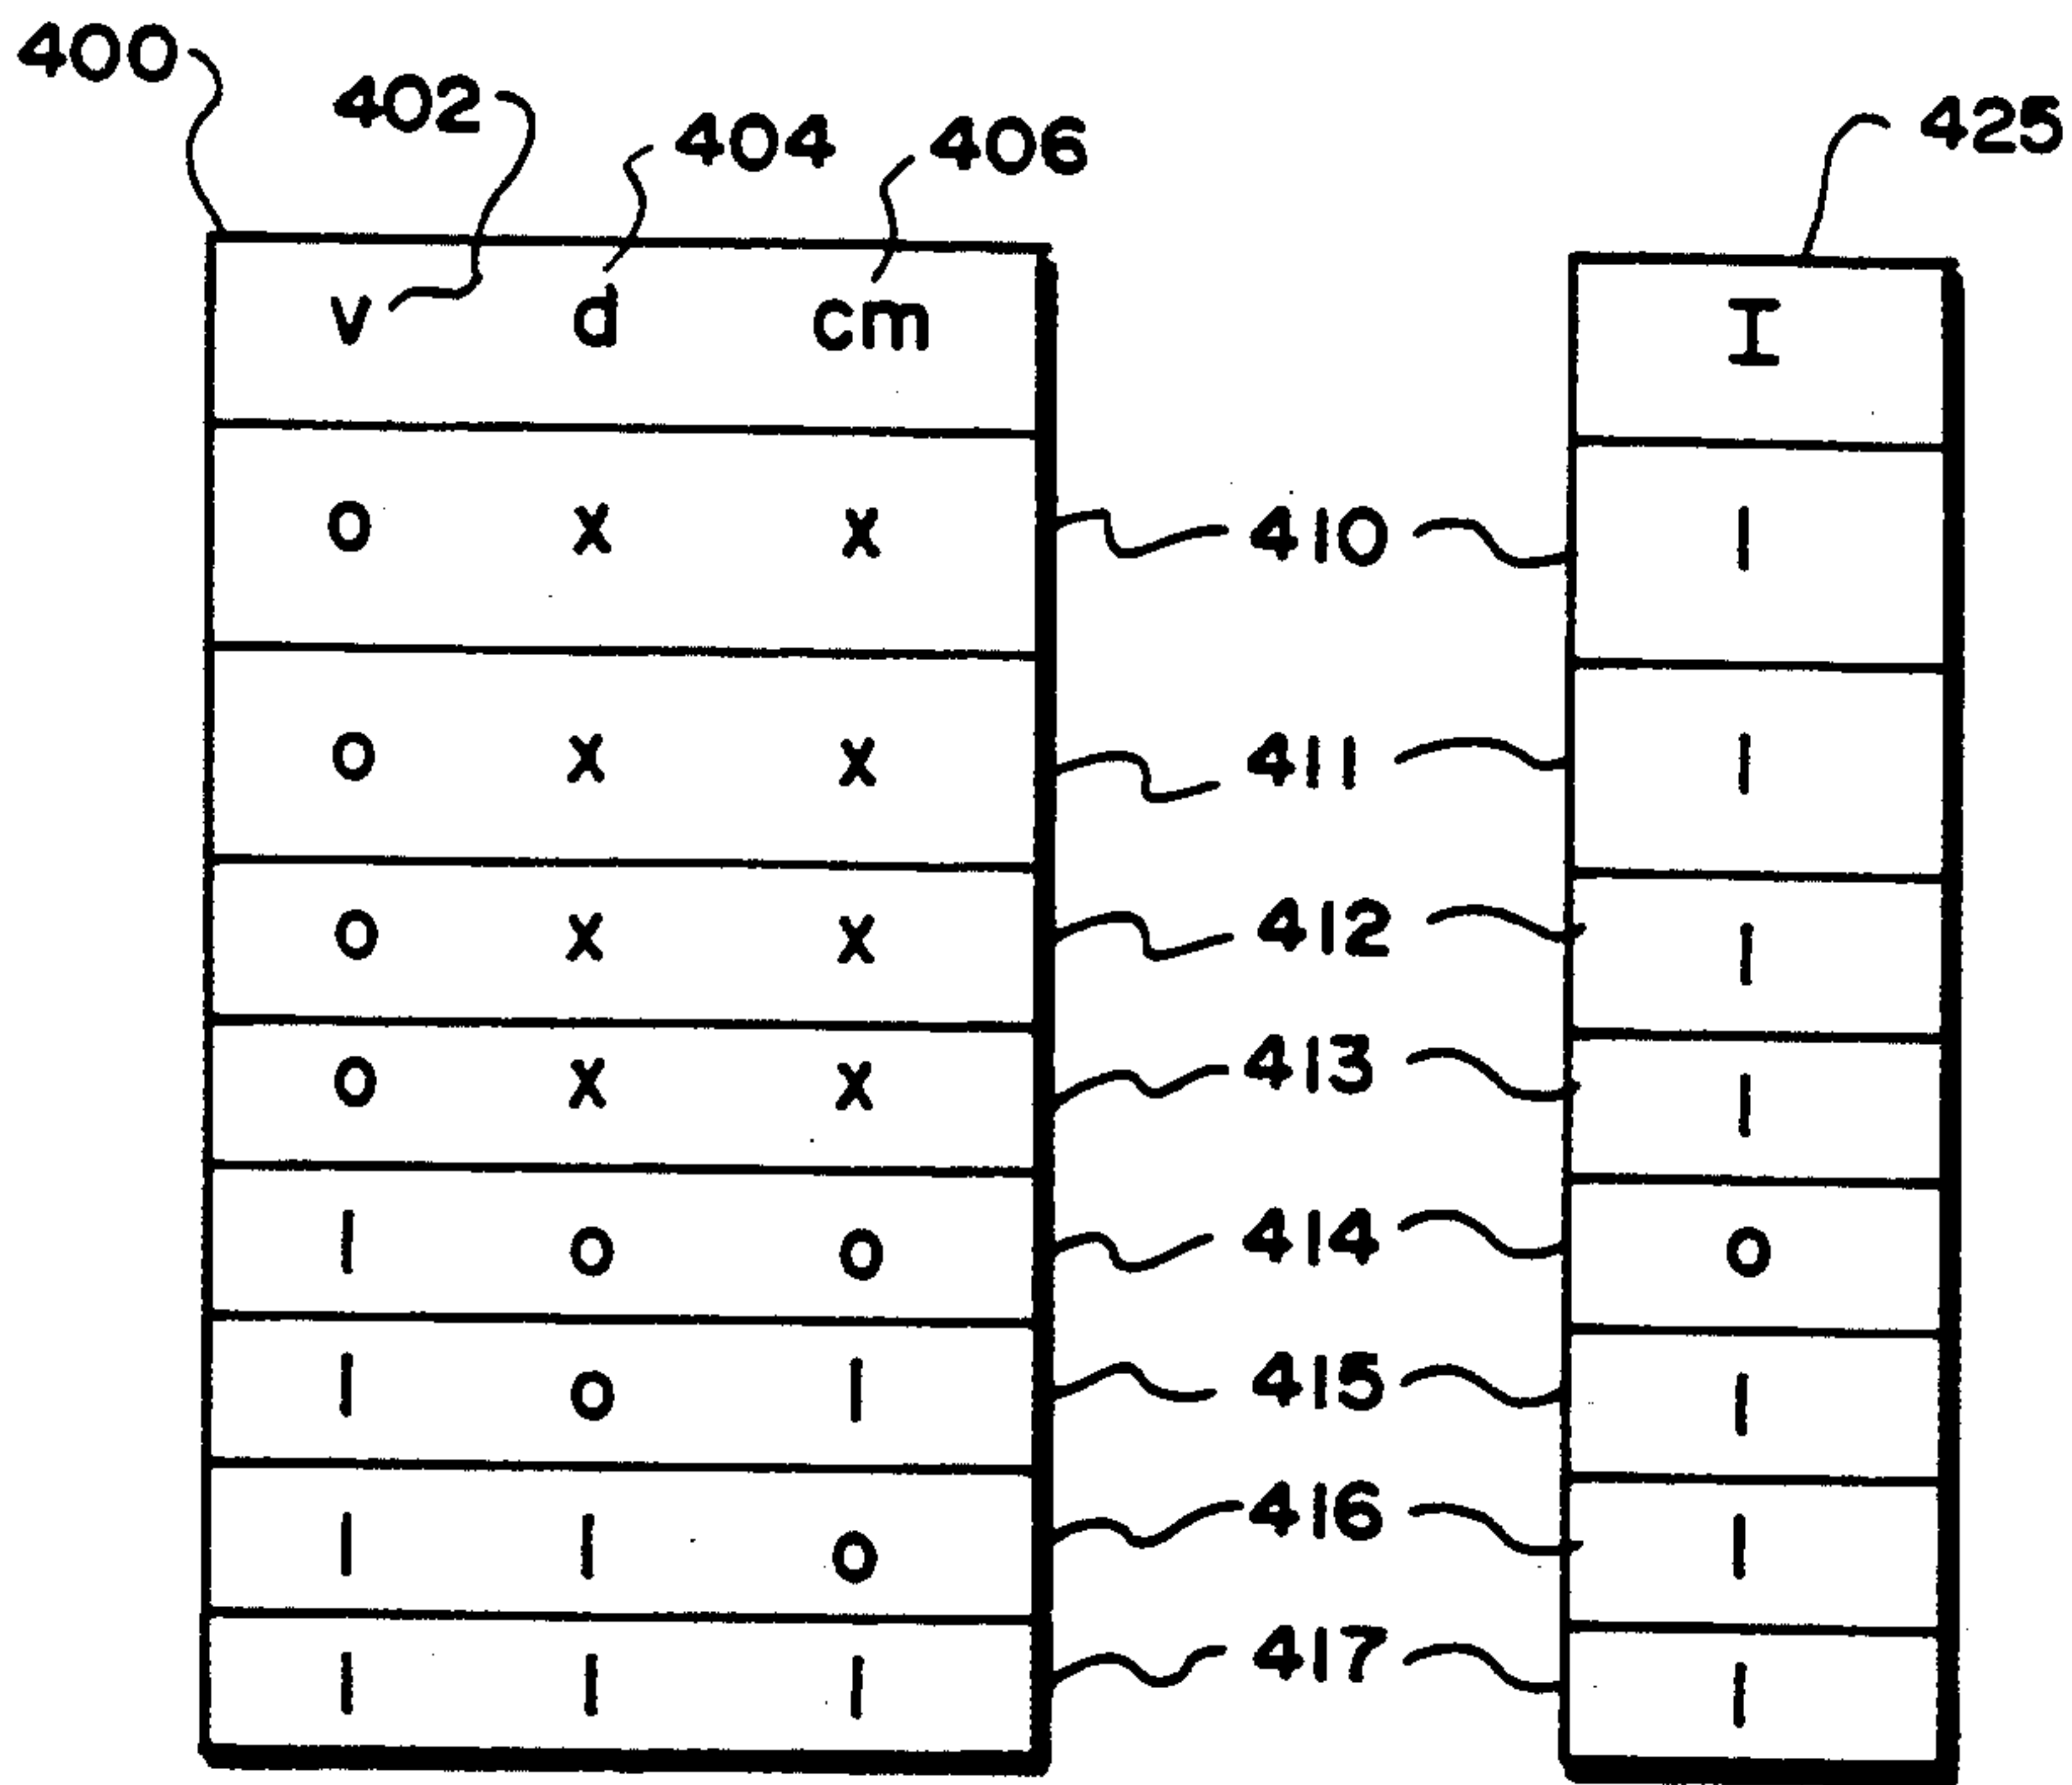 400
402
404
406
425
v d cm I
0 x x 410 1
0 x x 411 1
0 x x 412 1
0 x x 413 1
1 0 0 414 0
1 0 1 415 1
1 1 0 416 1
1 1 1 417 1